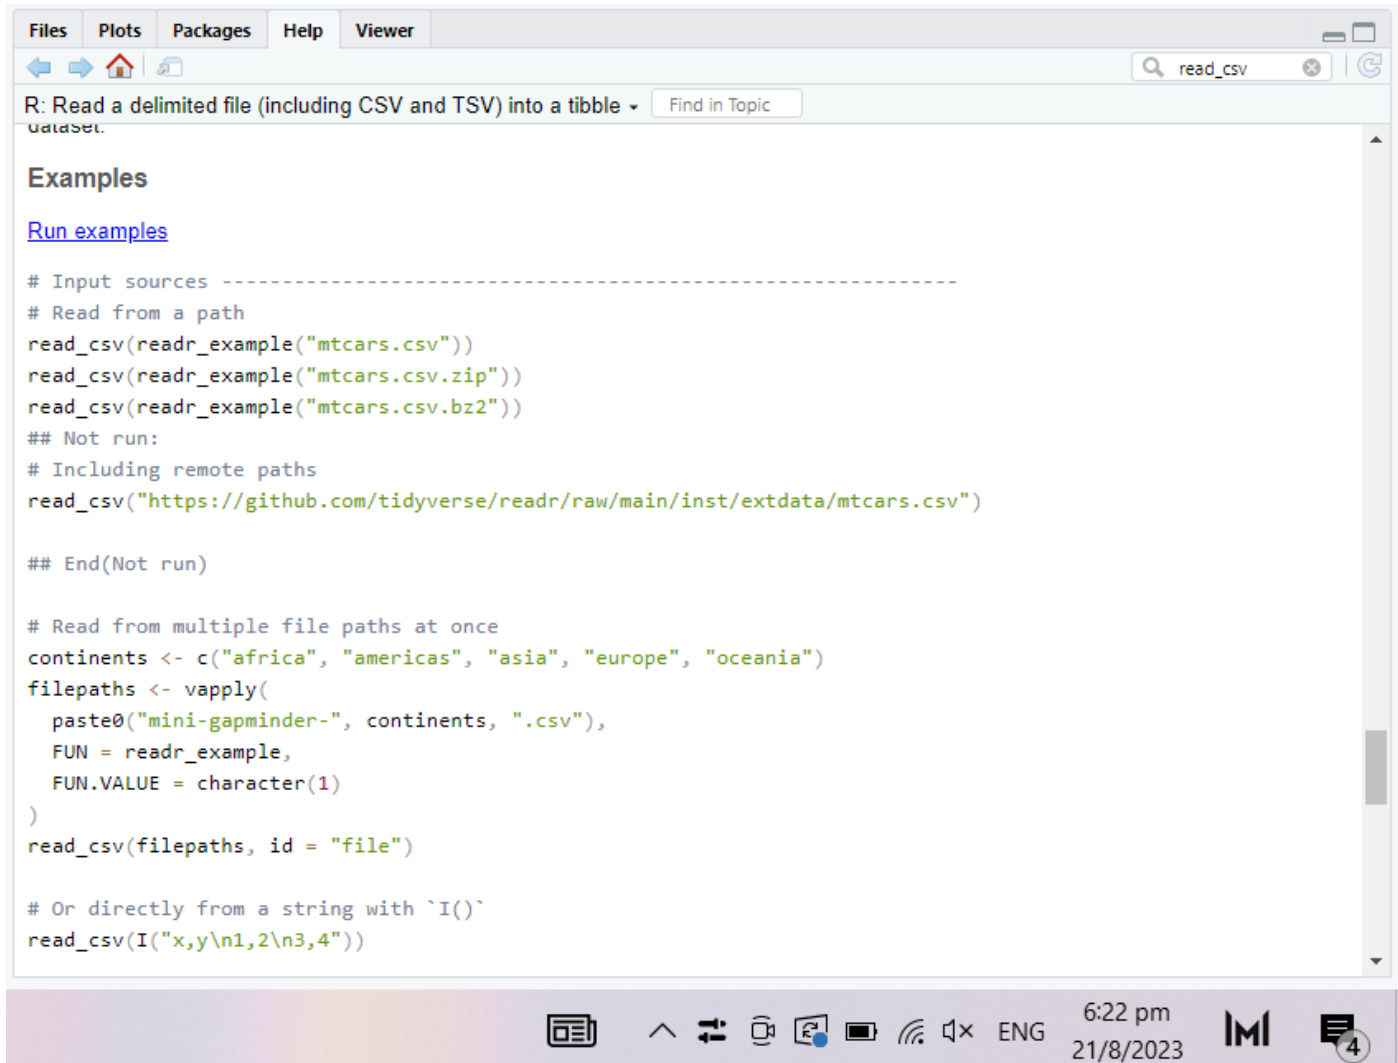 Files Plots Packages Help Viewer
read_csv
R: Read a delimited file (including CSV and TSV) into a tibble Find in Topic
dataset.
Examples
Run examples
# Input sources -------------------------------------------------------------
# Read from a path
read_csv(readr_example("mtcars.csv"))
read_csv(readr_example("mtcars.csv.zip"))
read_csv(readr_example("mtcars.csv.bz2"))
## Not run:
# Including remote paths
read_csv("https://github.com/tidyverse/readr/raw/main/inst/extdata/mtcars.csv")
## End(Not run)
# Read from multiple file paths at once
continents <- c("africa", "americas", "asia", "europe", "oceania")
filepaths <- vapply(
  paste0("mini-gapminder-", continents, ".csv"),
  FUN = readr_example,
  FUN.VALUE = character(1)
)
read_csv(filepaths, id = "file")
# Or directly from a string with `I()`
read_csv(I("x,y\n1,2\n3,4"))
ENG
6:22 pm
21/8/2023
4